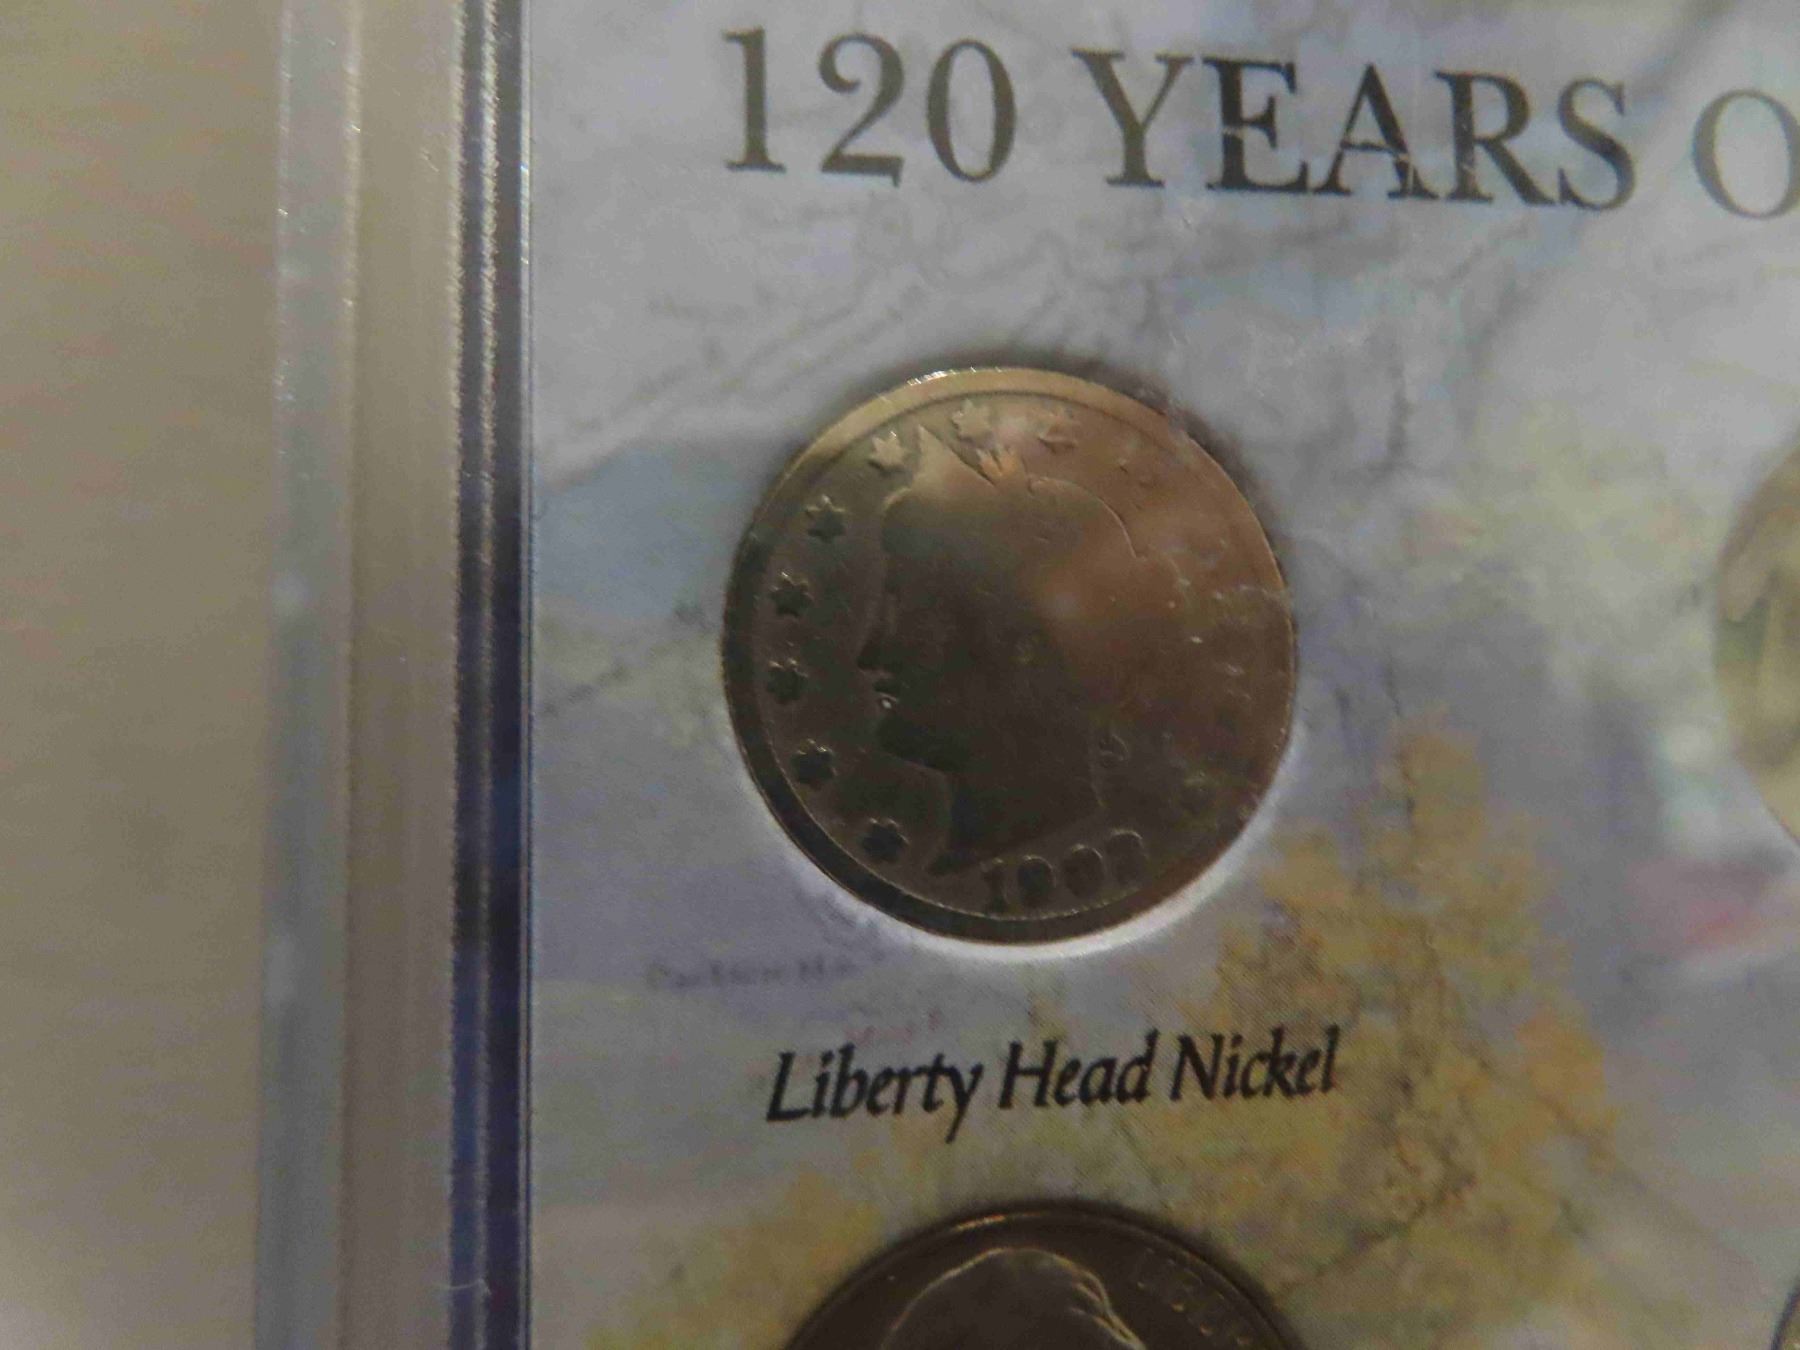 120 YEARS O
Liberty Head Nickel